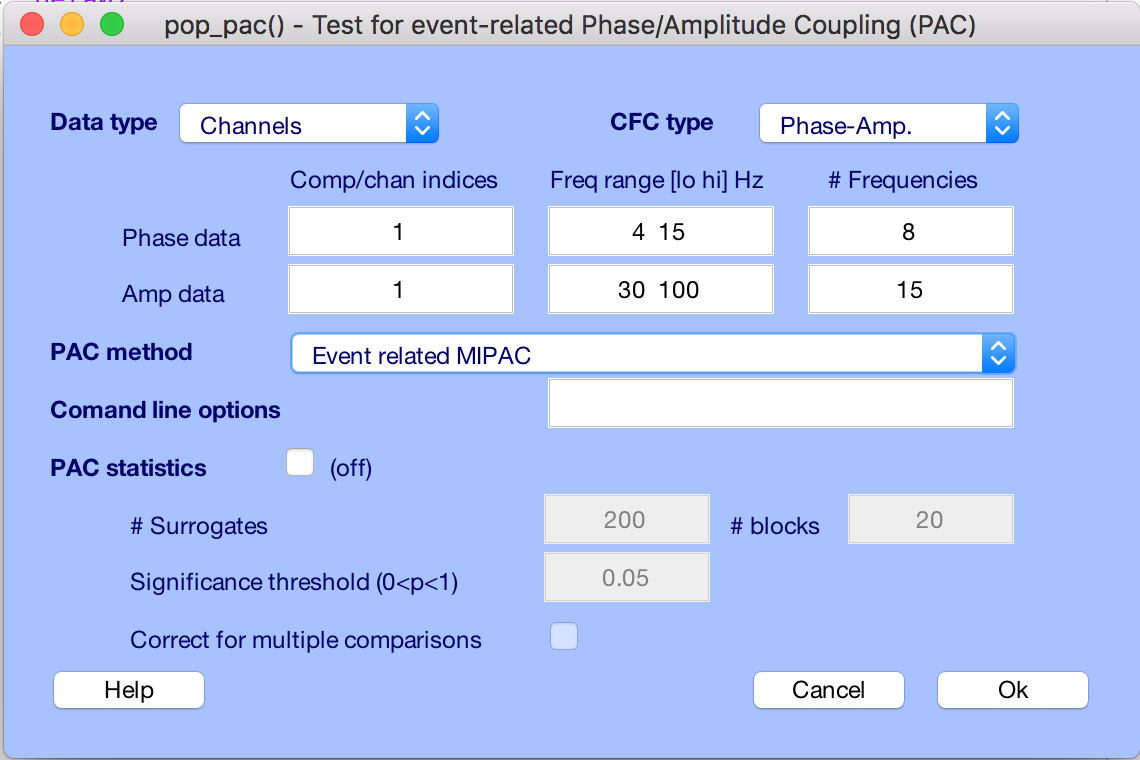 pop_pac() - Test for event-related Phase/Amplitude Coupling (PAC)
Data type Channels CFC type Phase-Amp.
Comp/chan indices Freq range [lo hi] Hz # Frequencies
Phase data 1 4 15 8
Amp data 1 30 100 15
PAC method Event related MIPAC
Comand line options
PAC statistics (off)
# Surrogates 200 # blocks 20
Significance threshold (0<p<1) 0.05
Correct for multiple comparisons
Help Cancel Ok